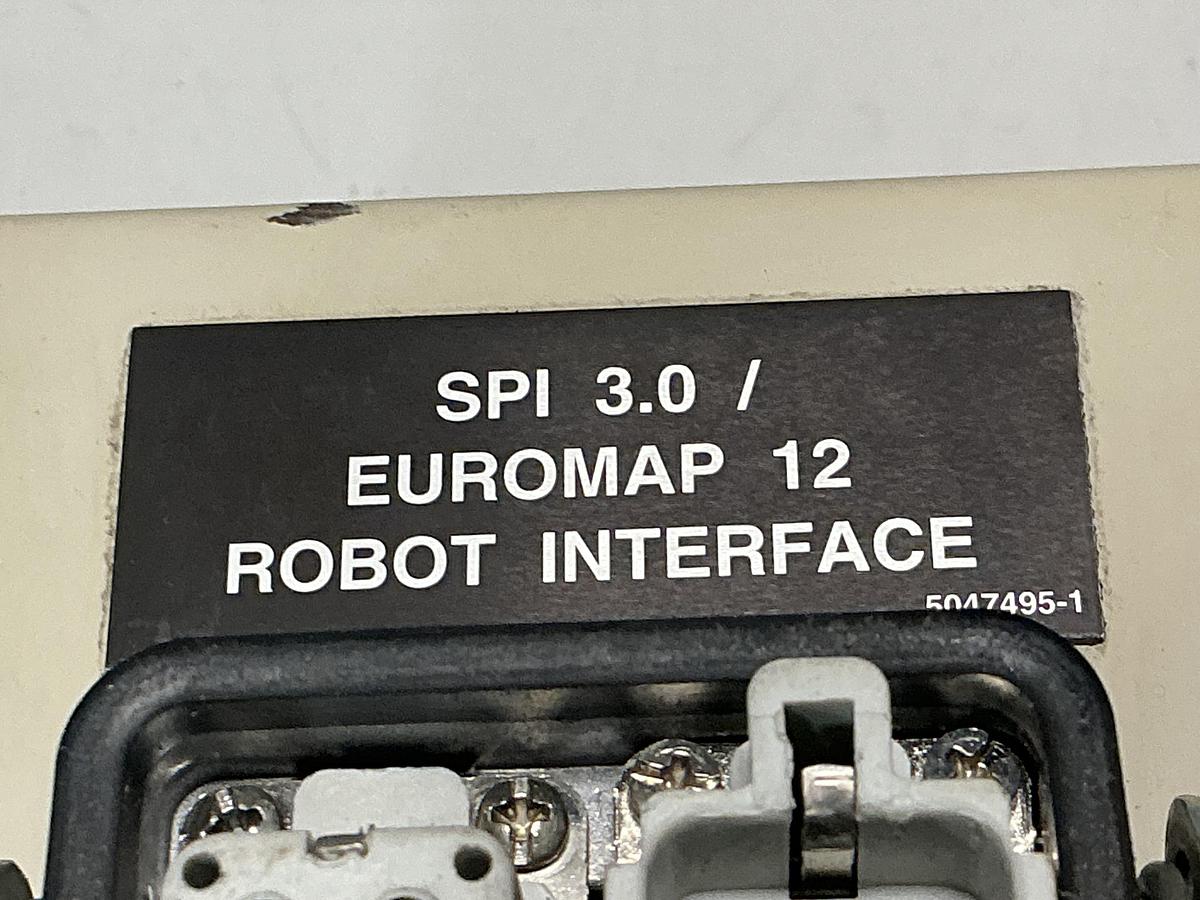 SPI 3.0 /
EUROMAP 12
ROBOT INTERFACE
5047495-1